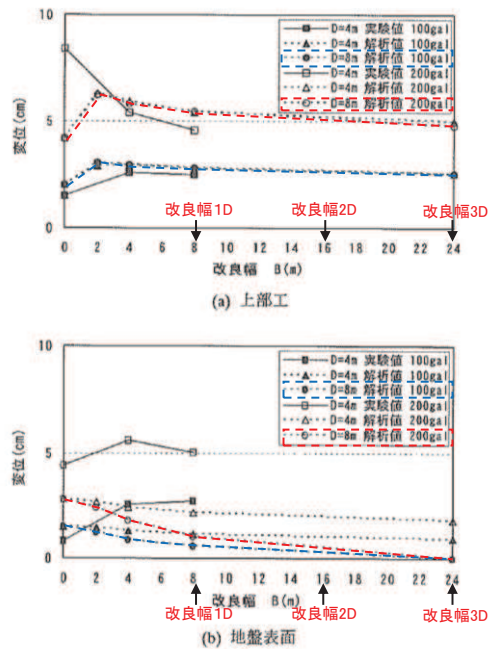 10
5
0
変位(cm)
D=4m 実験値 100gal
D=4m 解析値 100gal
D=8m 解析値 100gal
D=4m 実験値 200gal
D=4m 解析値 200gal
D=8m 解析値 200gal
改良幅1D
改良幅2D
改良幅3D
0 2 4 6 8 10 12 14 16 18 20 22 24
改良幅 B(m)
(a) 上部工
10
5
0
変位(cm)
D=4m 実験値 100gal
D=4m 解析値 100gal
D=8m 解析値 100gal
D=4m 実験値 200gal
D=4m 解析値 200gal
D=8m 解析値 200gal
0 2 4 6 8 10 12 14 16 18 20 22 24
改良幅 B(m)
改良幅1D
改良幅2D
改良幅3D
(b) 地盤表面